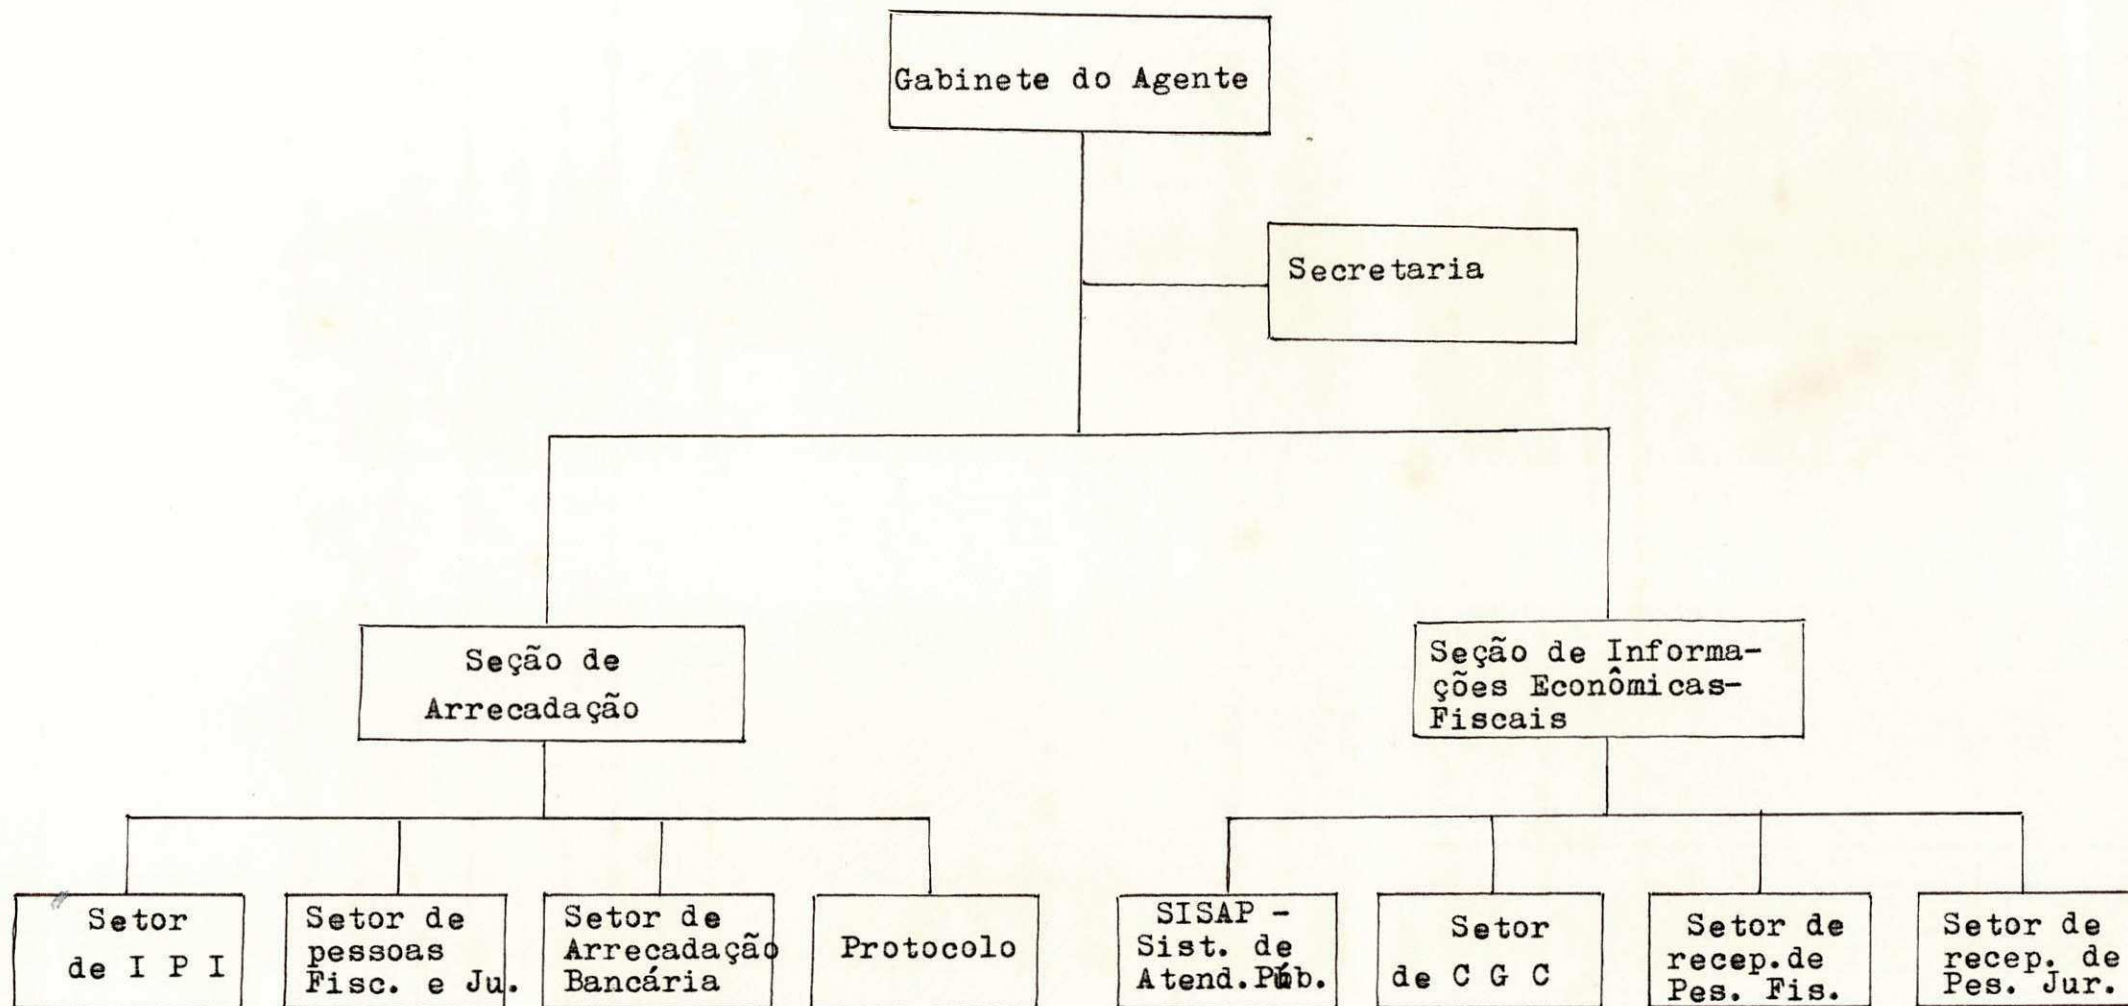 Gabinete do Agente
Secretaria
Seção de
Arrecadação
Seção de Informa-
ções Econômicas-
Fiscais
Setor
de I P I
Setor de
pessoas
Fisc. e Ju.
Setor de
Arrecadação
Bancária
Protocolo
SISAP -
Sist. de
Atend.Púb.
Setor
de C G C
Setor de
recep.de
Pes. Fis.
Setor de
recep. de
Pes. Jur.